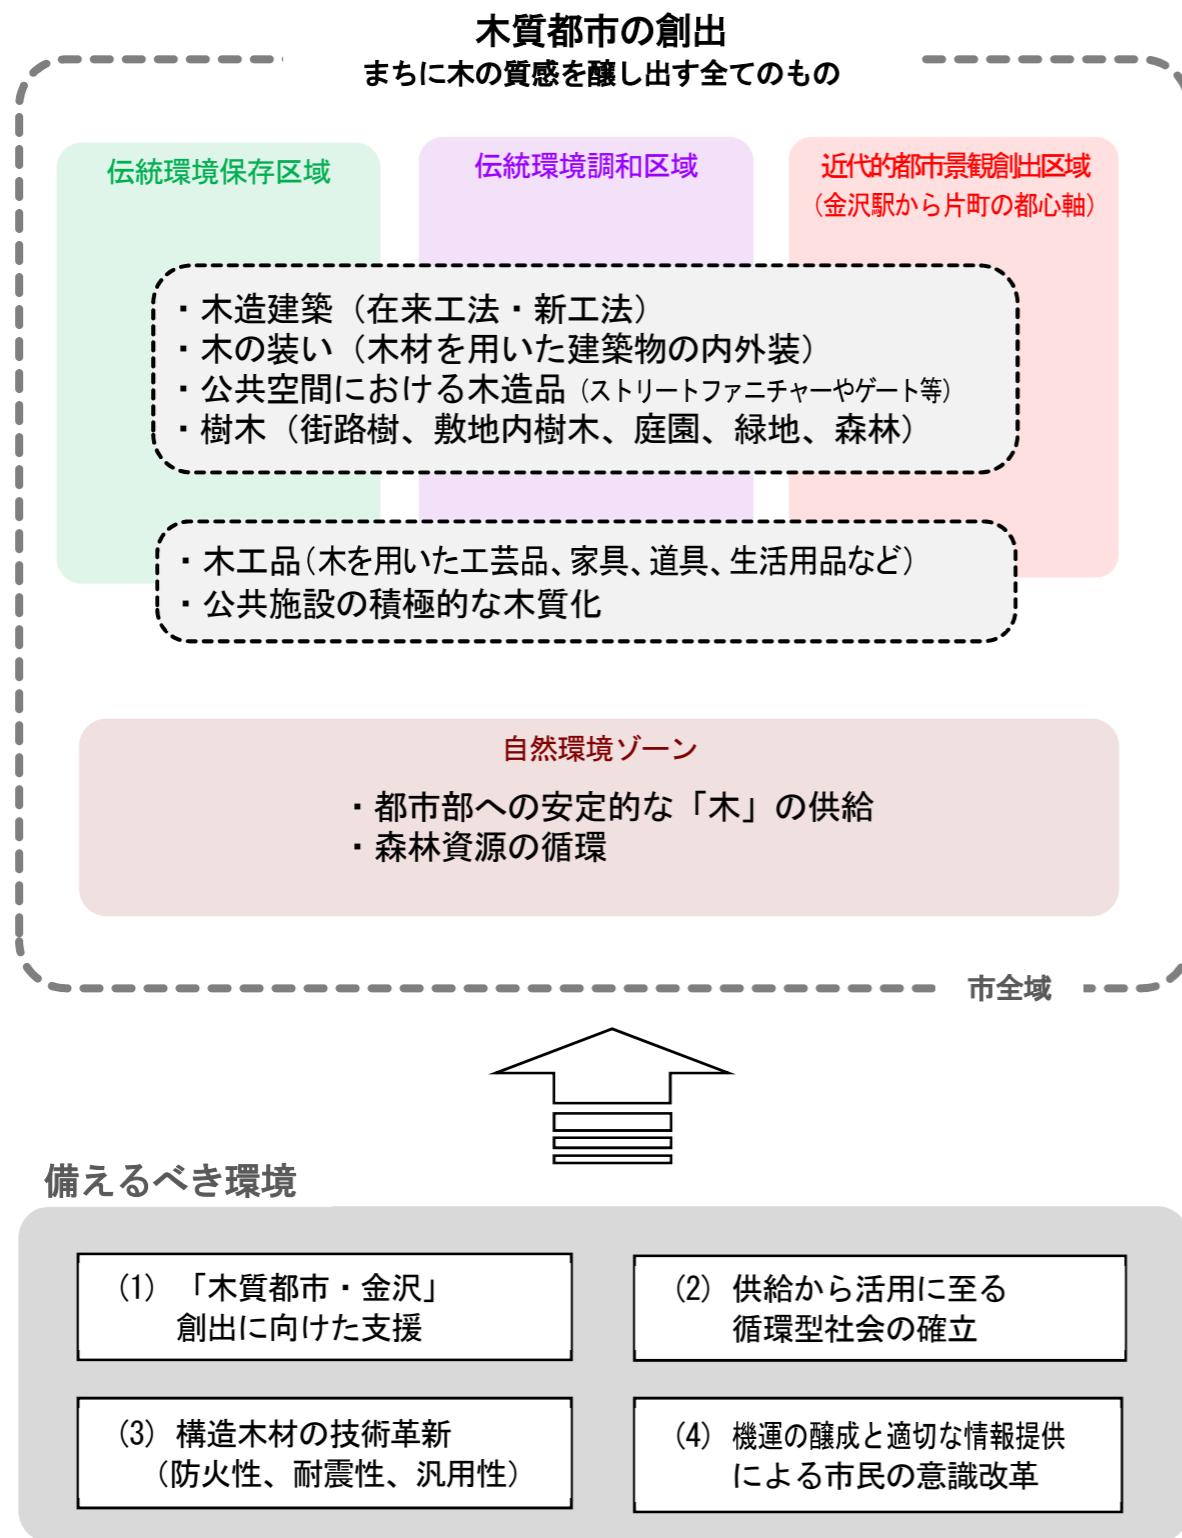 木質都市の創出
まちに木の質感を醸し出す全てのもの
伝統環境保存区域
伝統環境調和区域
近代的都市景観創出区域
（金沢駅から片町の都心軸）
・木造建築（在来工法・新工法）
・木の装い（木材を用いた建築物の内外装）
・公共空間における木造品（ストリートファニチャーやゲート等）
・樹木（街路樹、敷地内樹木、庭園、緑地、森林）
・木工品（木を用いた工芸品、家具、道具、生活用品など）
・公共施設の積極的な木質化
自然環境ゾーン
・都市部への安定的な「木」の供給
・森林資源の循環
市全域
備えるべき環境
(1) 「木質都市・金沢」
創出に向けた支援
(2) 供給から活用に至る
循環型社会の確立
(3) 構造木材の技術革新
（防火性、耐震性、汎用性）
(4) 機運の醸成と適切な情報提供
による市民の意識改革